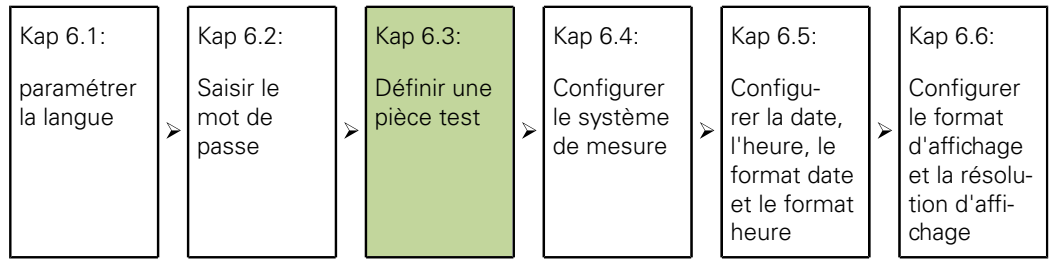 Kap 6.1:
paramétrer
la langue
Kap 6.2:
Saisir le
mot de
passe
Kap 6.3:
Définir une
pièce test
Kap 6.4:
Configurer
le système
de mesure
Kap 6.5:
Configu-
rer la date,
l'heure, le
format date
et le format
heure
Kap 6.6:
Configurer
le format
d'affichage
et la résolu-
tion d'affi-
chage